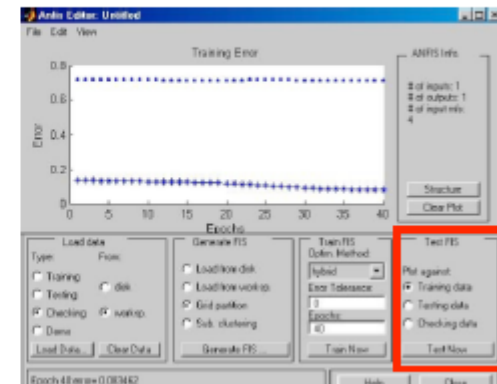 Anfis Editor: Untitled
File Edit View
Training Error
ANFIS Info.
# of inputs: 1
# of outputs: 1
# of input mfs:
4
Error
0.8
0.6
0.4
0.2
0
0 5 10 15 20 25 30 35 40
Epochs
Structure
Clear Plot
Load data
Type: From:
Training
Testing
Checking
Demo
disk
worksp.
Load Data... Clear Data
Generate FIS
Load from disk
Load from worksp.
Grid partition
Sub. clustering
Generate FIS ...
Train FIS
Optim. Method:
hybrid
Error Tolerance:
0
Epochs:
40
Train Now
Test FIS
Plot against:
Training data
Testing data
Checking data
Test Now
Epoch 40:error= 0.083462
Help Close